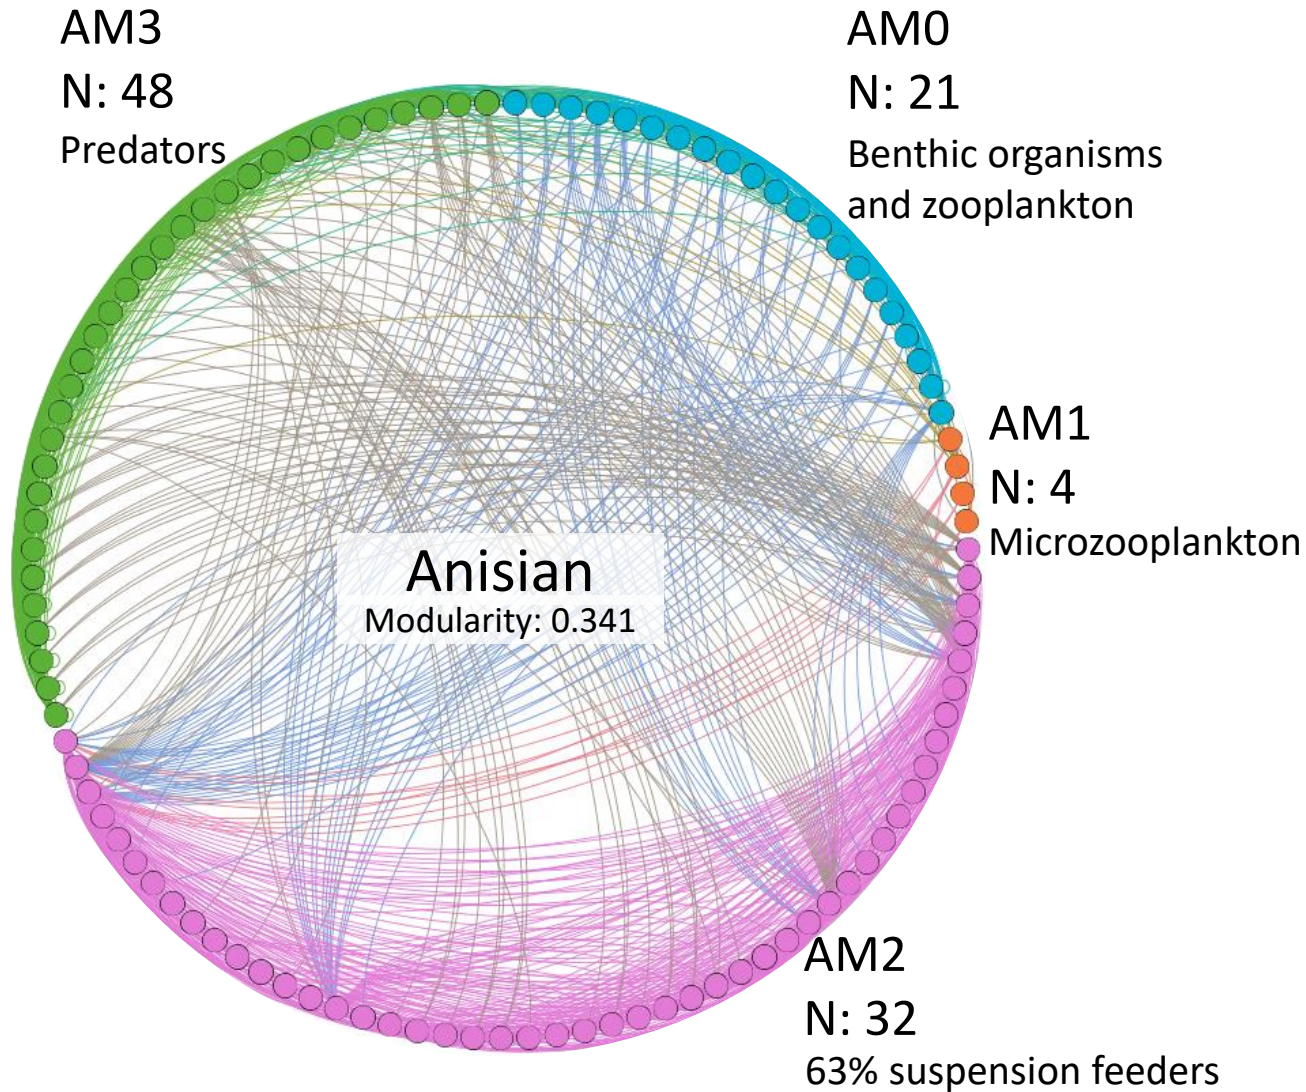 AM3
N: 48
Predators
AM0
N: 21
Benthic organisms
and zooplankton
AM1
N: 4
Microzooplankton
Anisian
Modularity: 0.341
AM2
N: 32
63% suspension feeders